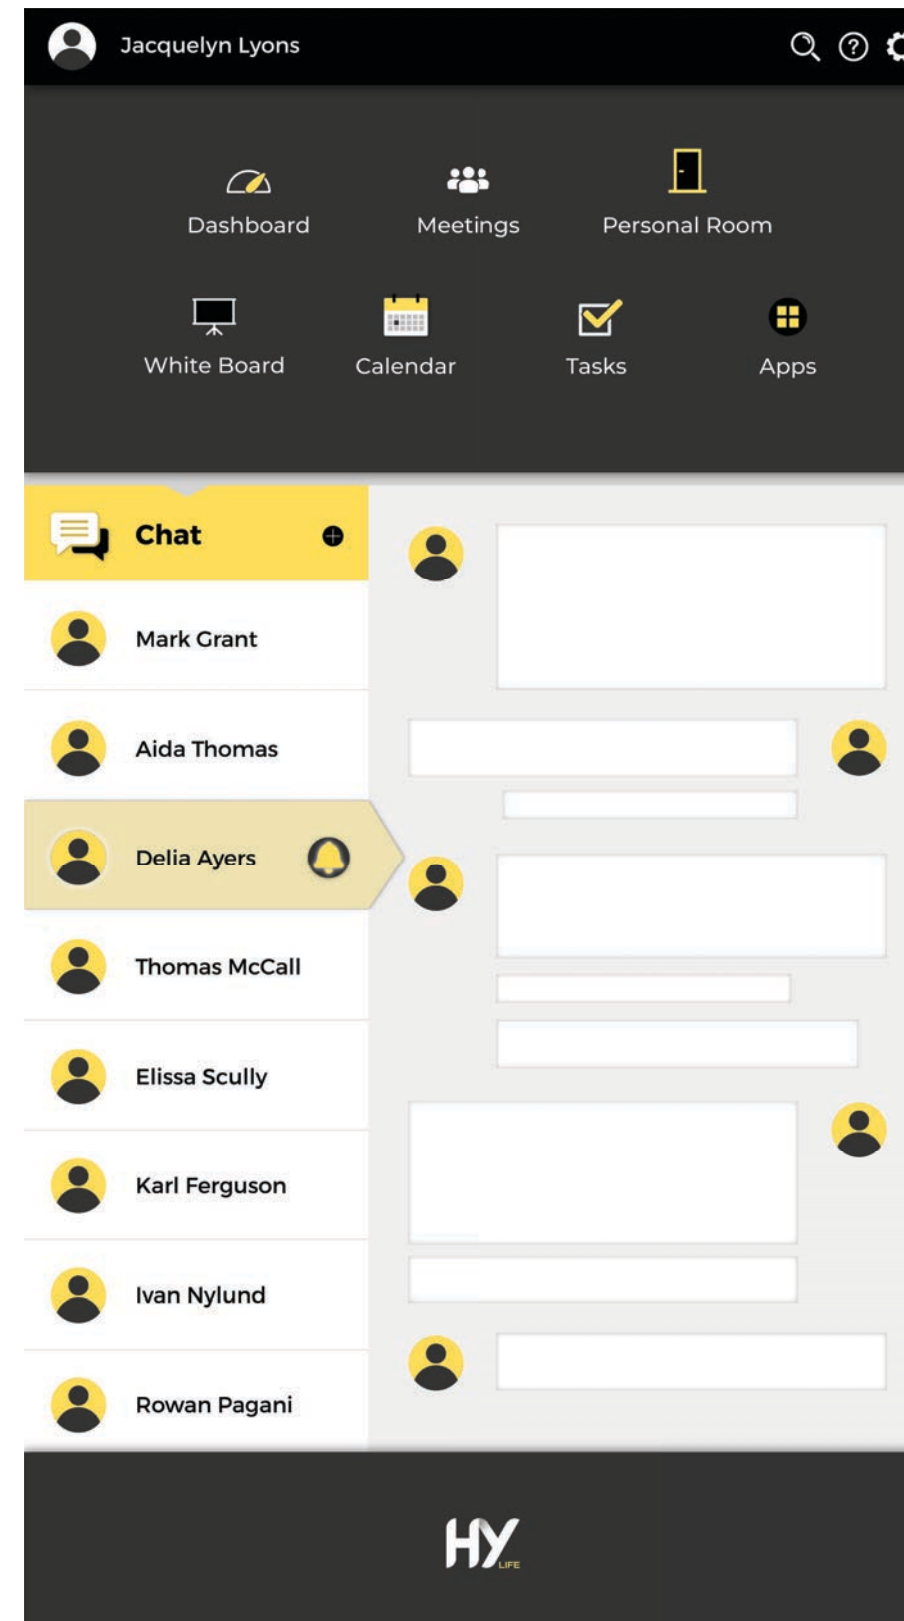 Jacquelyn Lyons
Dashboard
Meetings
Personal Room
White Board
Calendar
Tasks
Apps
Chat
Mark Grant
Aida Thomas
Delia Ayers
Thomas McCall
Elissa Scully
Karl Ferguson
Ivan Nylund
Rowan Pagani
HY
LIFE